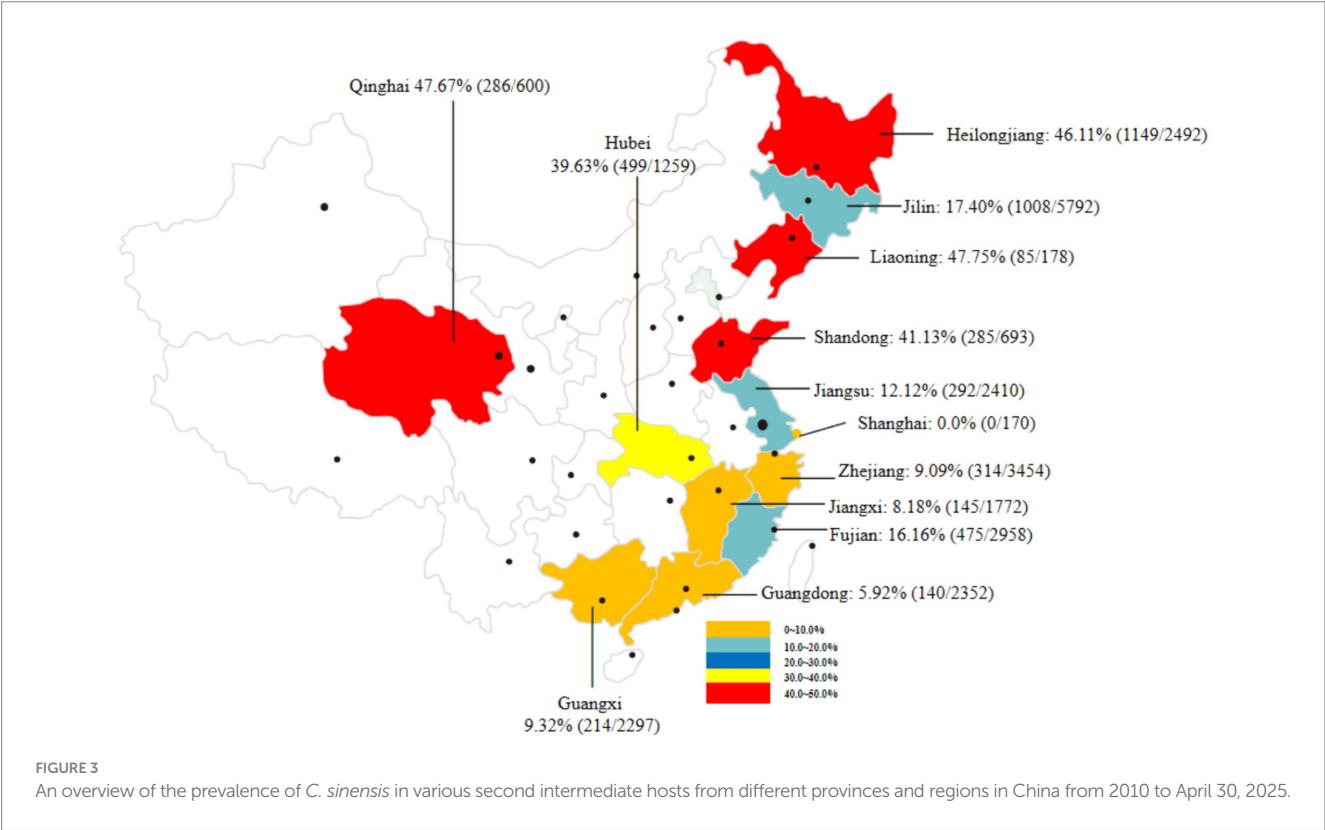 Qinghai 47.67% (286/600)
Hubei
39.63% (499/1259)
Heilongjiang: 46.11% (1149/2492)
Jilin: 17.40% (1008/5792)
Liaoning: 47.75% (85/178)
Shandong: 41.13% (285/693)
Jiangsu: 12.12% (292/2410)
Shanghai: 0.0% (0/170)
Zhejiang: 9.09% (314/3454)
Jiangxi: 8.18% (145/1772)
Fujian: 16.16% (475/2958)
Guangdong: 5.92% (140/2352)
0~10.0%
10.0~20.0%
20.0~30.0%
30.0~40.0%
40.0~50.0%
Guangxi
9.32% (214/2297)
FIGURE 3
An overview of the prevalence of C. sinensis in various second intermediate hosts from different provinces and regions in China from 2010 to April 30, 2025.